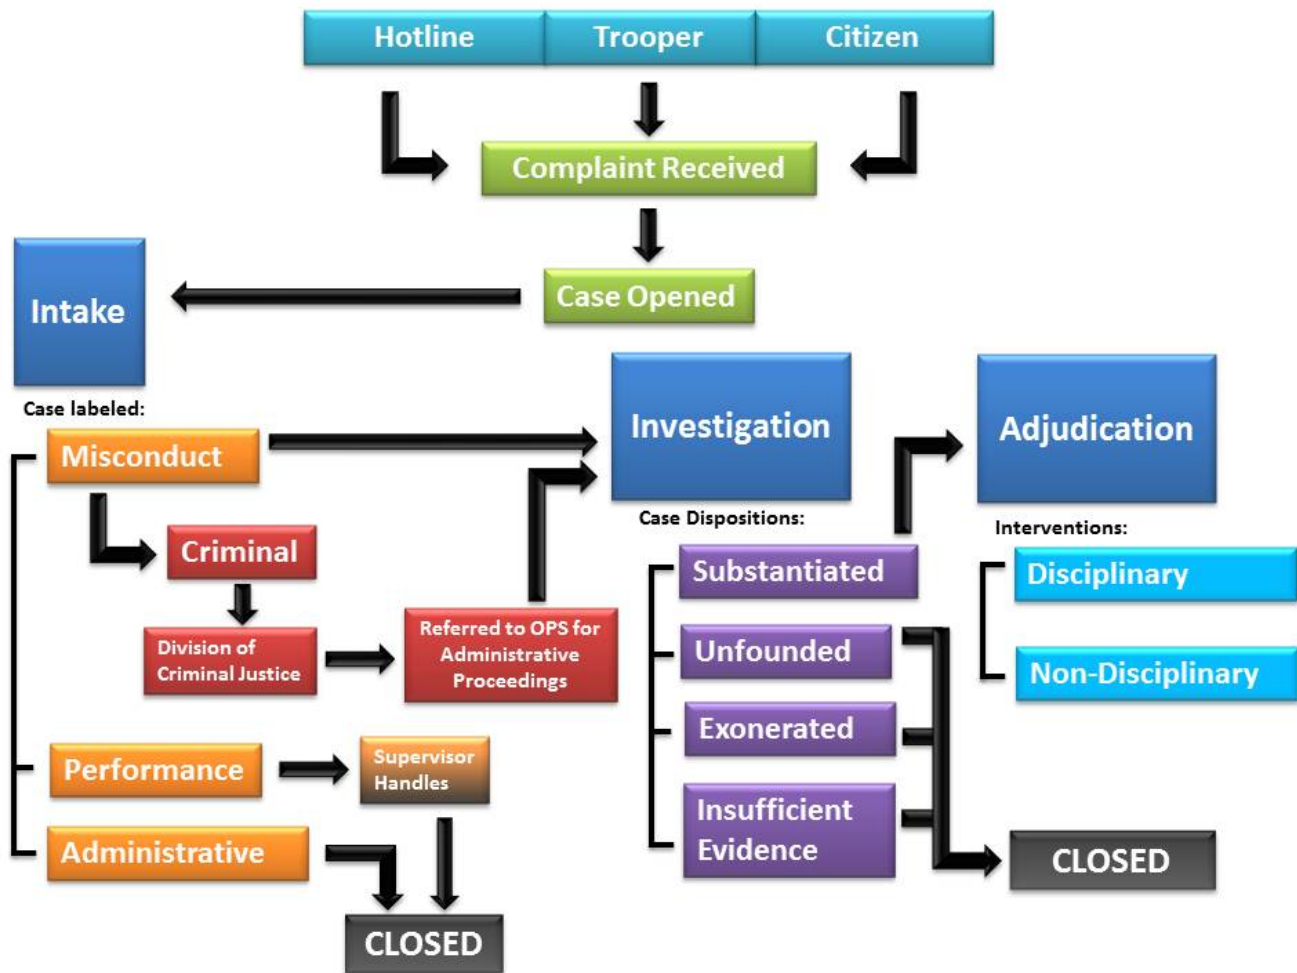 Hotline
Trooper
Citizen
Complaint Received
Case Opened
Intake
Case labeled:
Misconduct
Criminal
Division of
Criminal Justice
Referred to OPS for
Administrative
Proceedings
Performance
Supervisor
Handles
Administrative
CLOSED
Investigation
Case Dispositions:
Substantiated
Unfounded
Exonerated
Insufficient
Evidence
CLOSED
Adjudication
Interventions:
Disciplinary
Non-Disciplinary